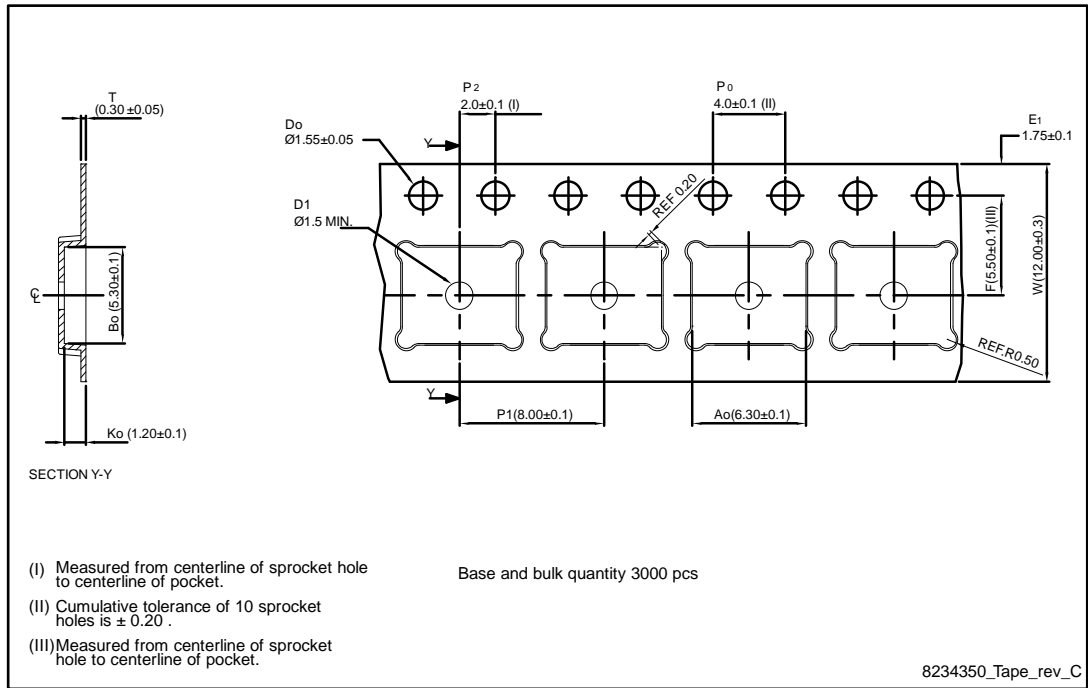 T
(0.30 ±0.05)
P2
2.0±0.1 (I)
P0
4.0±0.1 (II)
E1
1.75±0.1
Do
Ø1.55±0.05
Y
D1
Ø1.5 MIN.
REF 0.20
F(5.50±0.1)(III)
W(12.00±0.3)
℄
Bo (5.30±0.1)
REF.R0.50
Y
P1(8.00±0.1)
Ao(6.30±0.1)
Ko (1.20±0.1)
SECTION Y-Y
(I) Measured from centerline of sprocket hole
to centerline of pocket.
Base and bulk quantity 3000 pcs
(II) Cumulative tolerance of 10 sprocket
holes is ± 0.20 .
(III)Measured from centerline of sprocket
hole to centerline of pocket.
8234350_Tape_rev_C